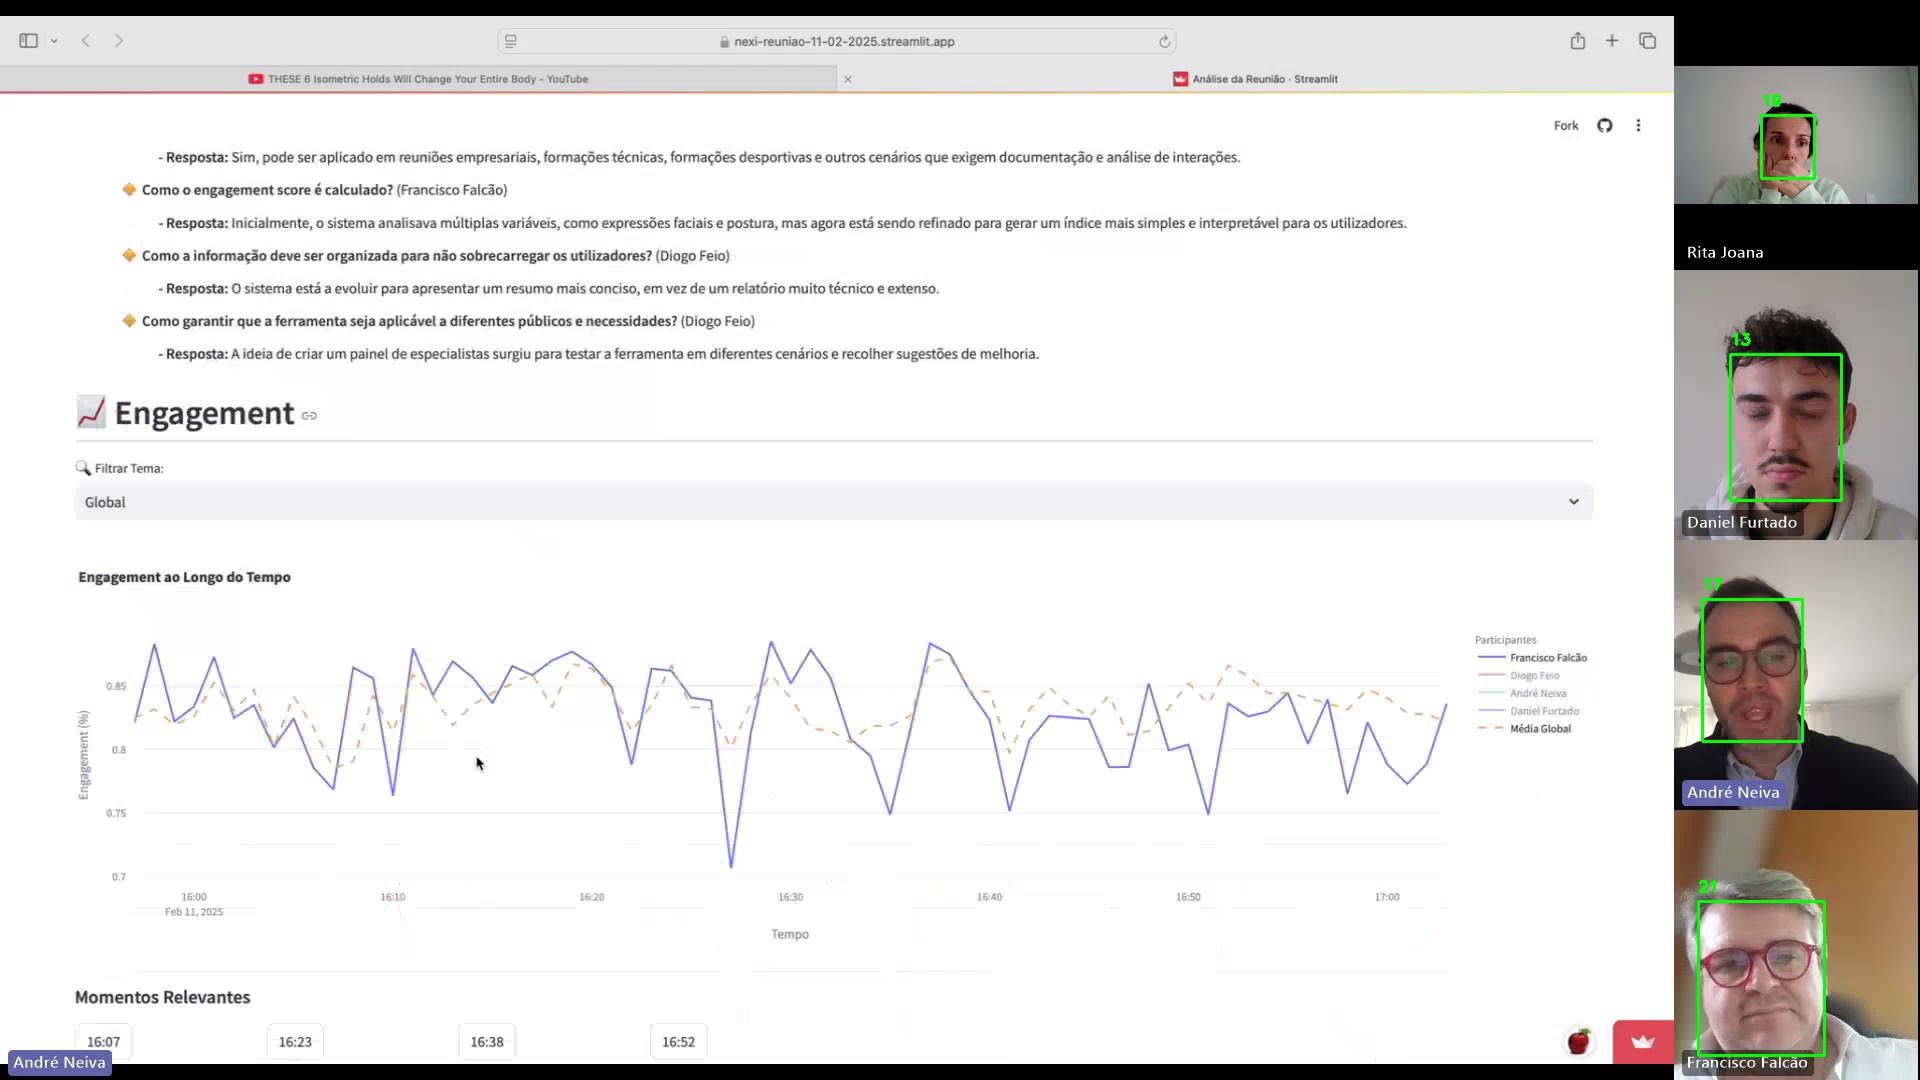 nexi-reuniao-11-02-2025.streamlit.app
THESE 6 Isometric Holds Will Change Your Entire Body - YouTube
Análise da Reunião · Streamlit
Fork
- Resposta: Sim, pode ser aplicado em reuniões empresariais, formações técnicas, formações desportivas e outros cenários que exigem documentação e análise de interações.
Como o engagement score é calculado? (Francisco Falcão)
- Resposta: Inicialmente, o sistema analisava múltiplas variáveis, como expressões faciais e postura, mas agora está sendo refinado para gerar um índice mais simples e interpretável para os utilizadores.
Como a informação deve ser organizada para não sobrecarregar os utilizadores? (Diogo Feio)
- Resposta: O sistema está a evoluir para apresentar um resumo mais conciso, em vez de um relatório muito técnico e extenso.
Como garantir que a ferramenta seja aplicável a diferentes públicos e necessidades? (Diogo Feio)
- Resposta: A ideia de criar um painel de especialistas surgiu para testar a ferramenta em diferentes cenários e recolher sugestões de melhoria.
Engagement
Filtrar Tema:
Global
Engagement ao Longo do Tempo
Engagement (%)
0.85
0.8
0.75
0.7
16:00
16:10
16:20
16:30
16:40
16:50
17:00
Feb 11, 2025
Tempo
Participantes
Francisco Falcão
Diogo Feio
André Neiva
Daniel Furtado
Média Global
Momentos Relevantes
16:07
16:23
16:38
16:52
André Neiva
19
Rita Joana
13
Daniel Furtado
17
André Neiva
21
Francisco Falcão